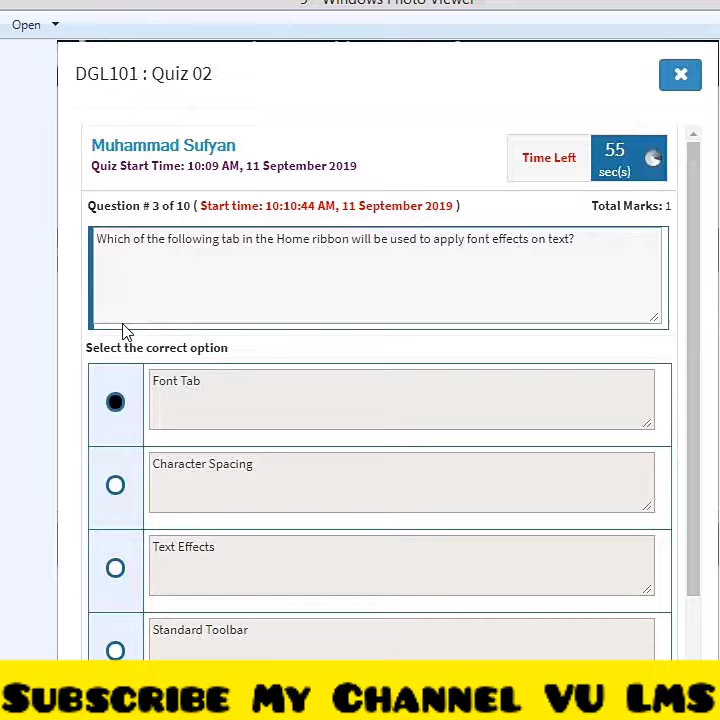 Open
DGL101 : Quiz 02
Muhammad Sufyan
Quiz Start Time: 10:09 AM, 11 September 2019
Time Left
55
sec(s)
Question # 3 of 10 ( Start time: 10:10:44 AM, 11 September 2019 )
Total Marks: 1
Which of the following tab in the Home ribbon will be used to apply font effects on text?
Select the correct option
Font Tab
Character Spacing
Text Effects
Standard Toolbar
Subscribe My Channel VU LMS